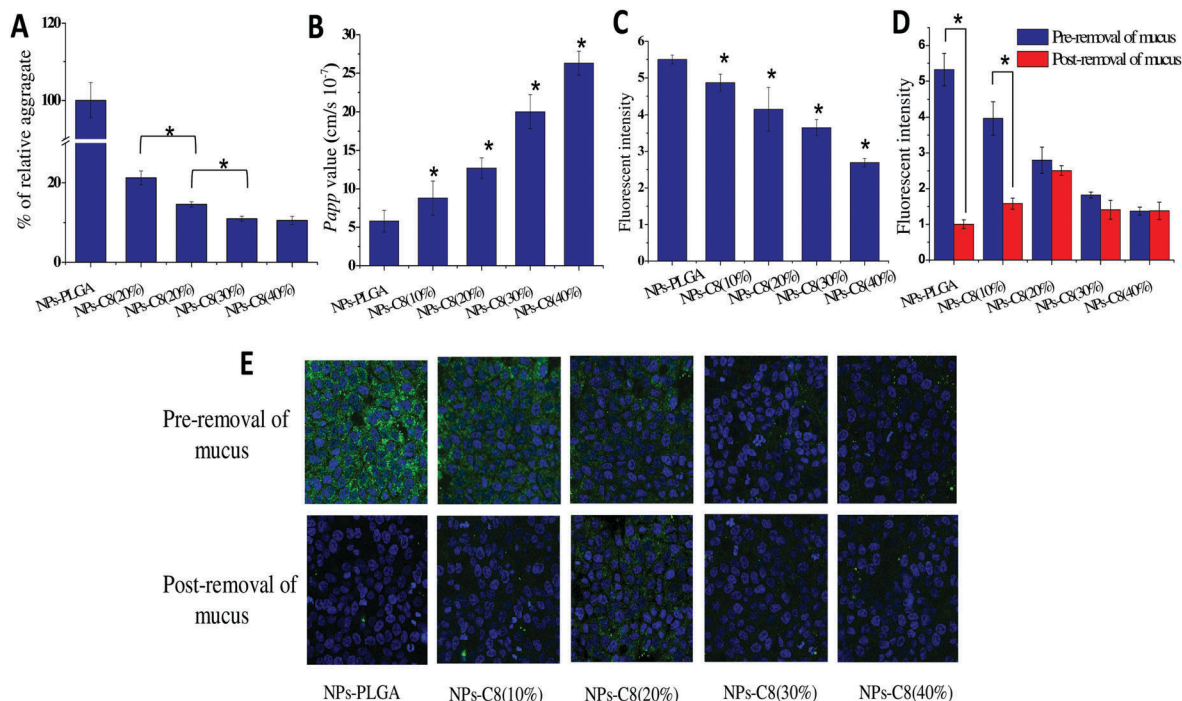 A
120
100
20
0
% of relative aggragate
NPs-PLGA
NPs-C8(20%)
NPs-C8(20%)
NPs-C8(30%)
NPs-C8(40%)
*
*
B
30
25
20
15
10
5
0
Papp value (cm/s 10⁻⁷)
NPs-PLGA
NPs-C8(10%)
NPs-C8(20%)
NPs-C8(30%)
NPs-C8(40%)
*
*
*
*
C
6
5
4
3
2
1
0
Fluorescent intensity
NPs-PLGA
NPs-C8(10%)
NPs-C8(20%)
NPs-C8(30%)
NPs-C8(40%)
*
*
*
*
D
Pre-removal of mucus
Post-removal of mucus
6
5
4
3
2
1
0
Fluorescent intensity
NPs-PLGA
NPs-C8(10%)
NPs-C8(20%)
NPs-C8(30%)
NPs-C8(40%)
*
*
E
Pre-removal of
mucus
Post-removal of
mucus
NPs-PLGA
NPs-C8(10%)
NPs-C8(20%)
NPs-C8(30%)
NPs-C8(40%)